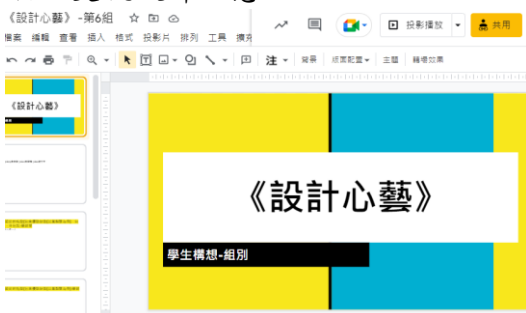 《設計心藝》-第6組
檔案 編輯 查看 插入 格式 投影片 排列 工具 擴充
投影播放
共用
注
背景 版面配置 主題 轉場效果
《設計心藝》
《設計心藝》
學生構想-組別